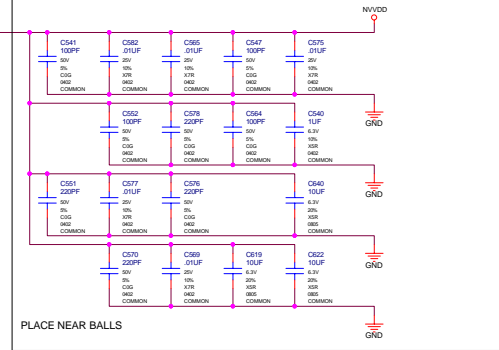 NVVDD
C541 C582 C565 C547 C575
100PF .01UF .01UF 100PF .01UF
50V 25V 25V 50V 25V
5% 10% 10% 5% 10%
C0G X7R X7R C0G X7R
0402 0402 0402 0402 0402
COMMON COMMON COMMON COMMON COMMON
GND
C552 C578 C564 C540
100PF 220PF 100PF 1UF
50V 50V 50V 6.3V
5% 5% 5% 10%
C0G C0G C0G X5R
0402 0402 0402 0402
COMMON COMMON COMMON COMMON
GND
C551 C577 C576 C640
220PF .01UF 220PF 10UF
50V 25V 50V 6.3V
5% 10% 5% 20%
C0G X7R C0G X5R
0402 0402 0402 0805
COMMON COMMON COMMON COMMON
GND
C570 C569 C619 C622
220PF .01UF 10UF 10UF
50V 25V 6.3V 6.3V
5% 10% 20% 20%
C0G X7R X5R X5R
0402 0402 0805 0805
COMMON COMMON COMMON COMMON
PLACE NEAR BALLS
GND